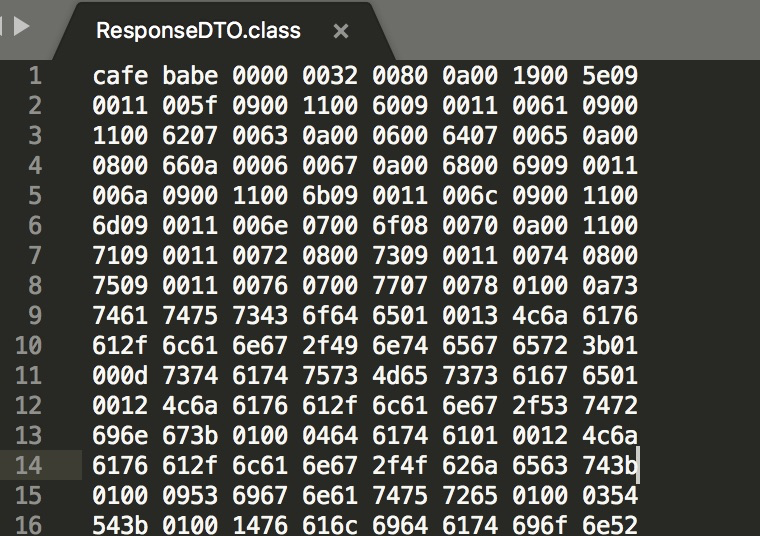 ResponseDTO.class ×
1 cafe babe 0000 0032 0080 0a00 1900 5e09
2 0011 005f 0900 1100 6009 0011 0061 0900
3 1100 6207 0063 0a00 0600 6407 0065 0a00
4 0800 660a 0006 0067 0a00 6800 6909 0011
5 006a 0900 1100 6b09 0011 006c 0900 1100
6 6d09 0011 006e 0700 6f08 0070 0a00 1100
7 7109 0011 0072 0800 7309 0011 0074 0800
8 7509 0011 0076 0700 7707 0078 0100 0a73
9 7461 7475 7343 6f64 6501 0013 4c6a 6176
10 612f 6c61 6e67 2f49 6e74 6567 6572 3b01
11 000d 7374 6174 7573 4d65 7373 6167 6501
12 0012 4c6a 6176 612f 6c61 6e67 2f53 7472
13 696e 673b 0100 0464 6174 6101 0012 4c6a
14 6176 612f 6c61 6e67 2f4f 626a 6563 743b
15 0100 0953 6967 6e61 7475 7265 0100 0354
16 543b 0100 1476 616c 6964 6174 696f 6e52